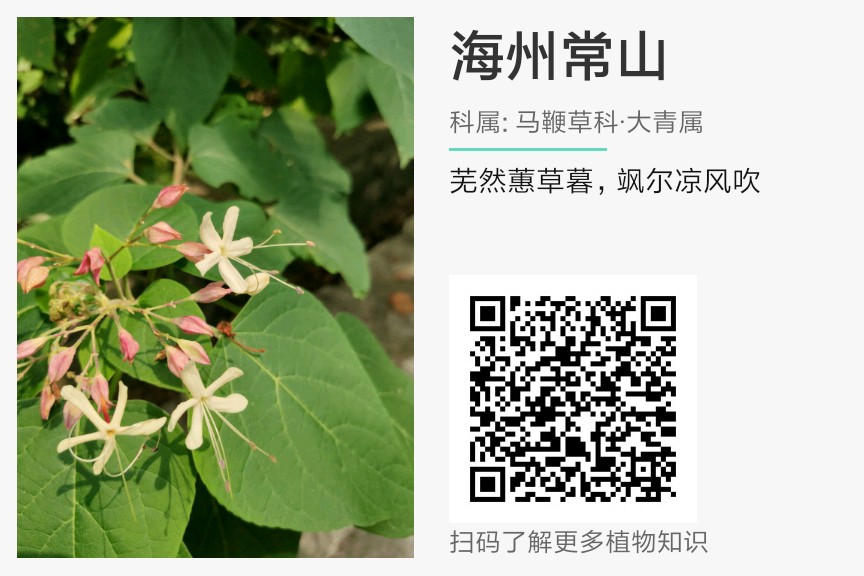 海州常山
科属: 马鞭草科·大青属
芜然蕙草暮，飒尔凉风吹
扫码了解更多植物知识